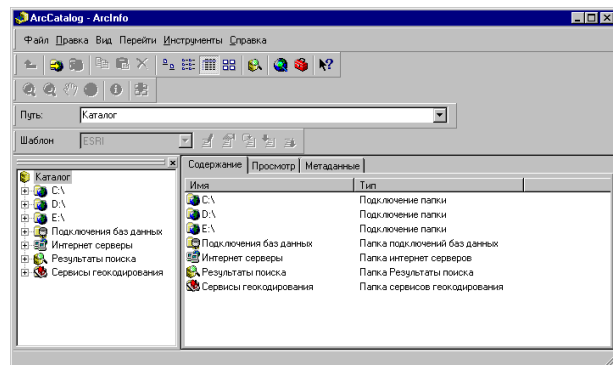 ArcCatalog - ArcInfo
Файл Правка Вид Перейти Инструменты Справка
Путь: Каталог
Шаблон ESRI
Каталог
C:\
D:\
E:\
Подключения баз данных
Интернет серверы
Результаты поиска
Сервисы геокодирования
Содержание Просмотр Метаданные
Имя Тип
C:\ Подключение папки
D:\ Подключение папки
E:\ Подключение папки
Подключения баз данных Папка подключений баз данных
Интернет серверы Папка интернет серверов
Результаты поиска Папка Результаты поиска
Сервисы геокодирования Папка сервисов геокодирования